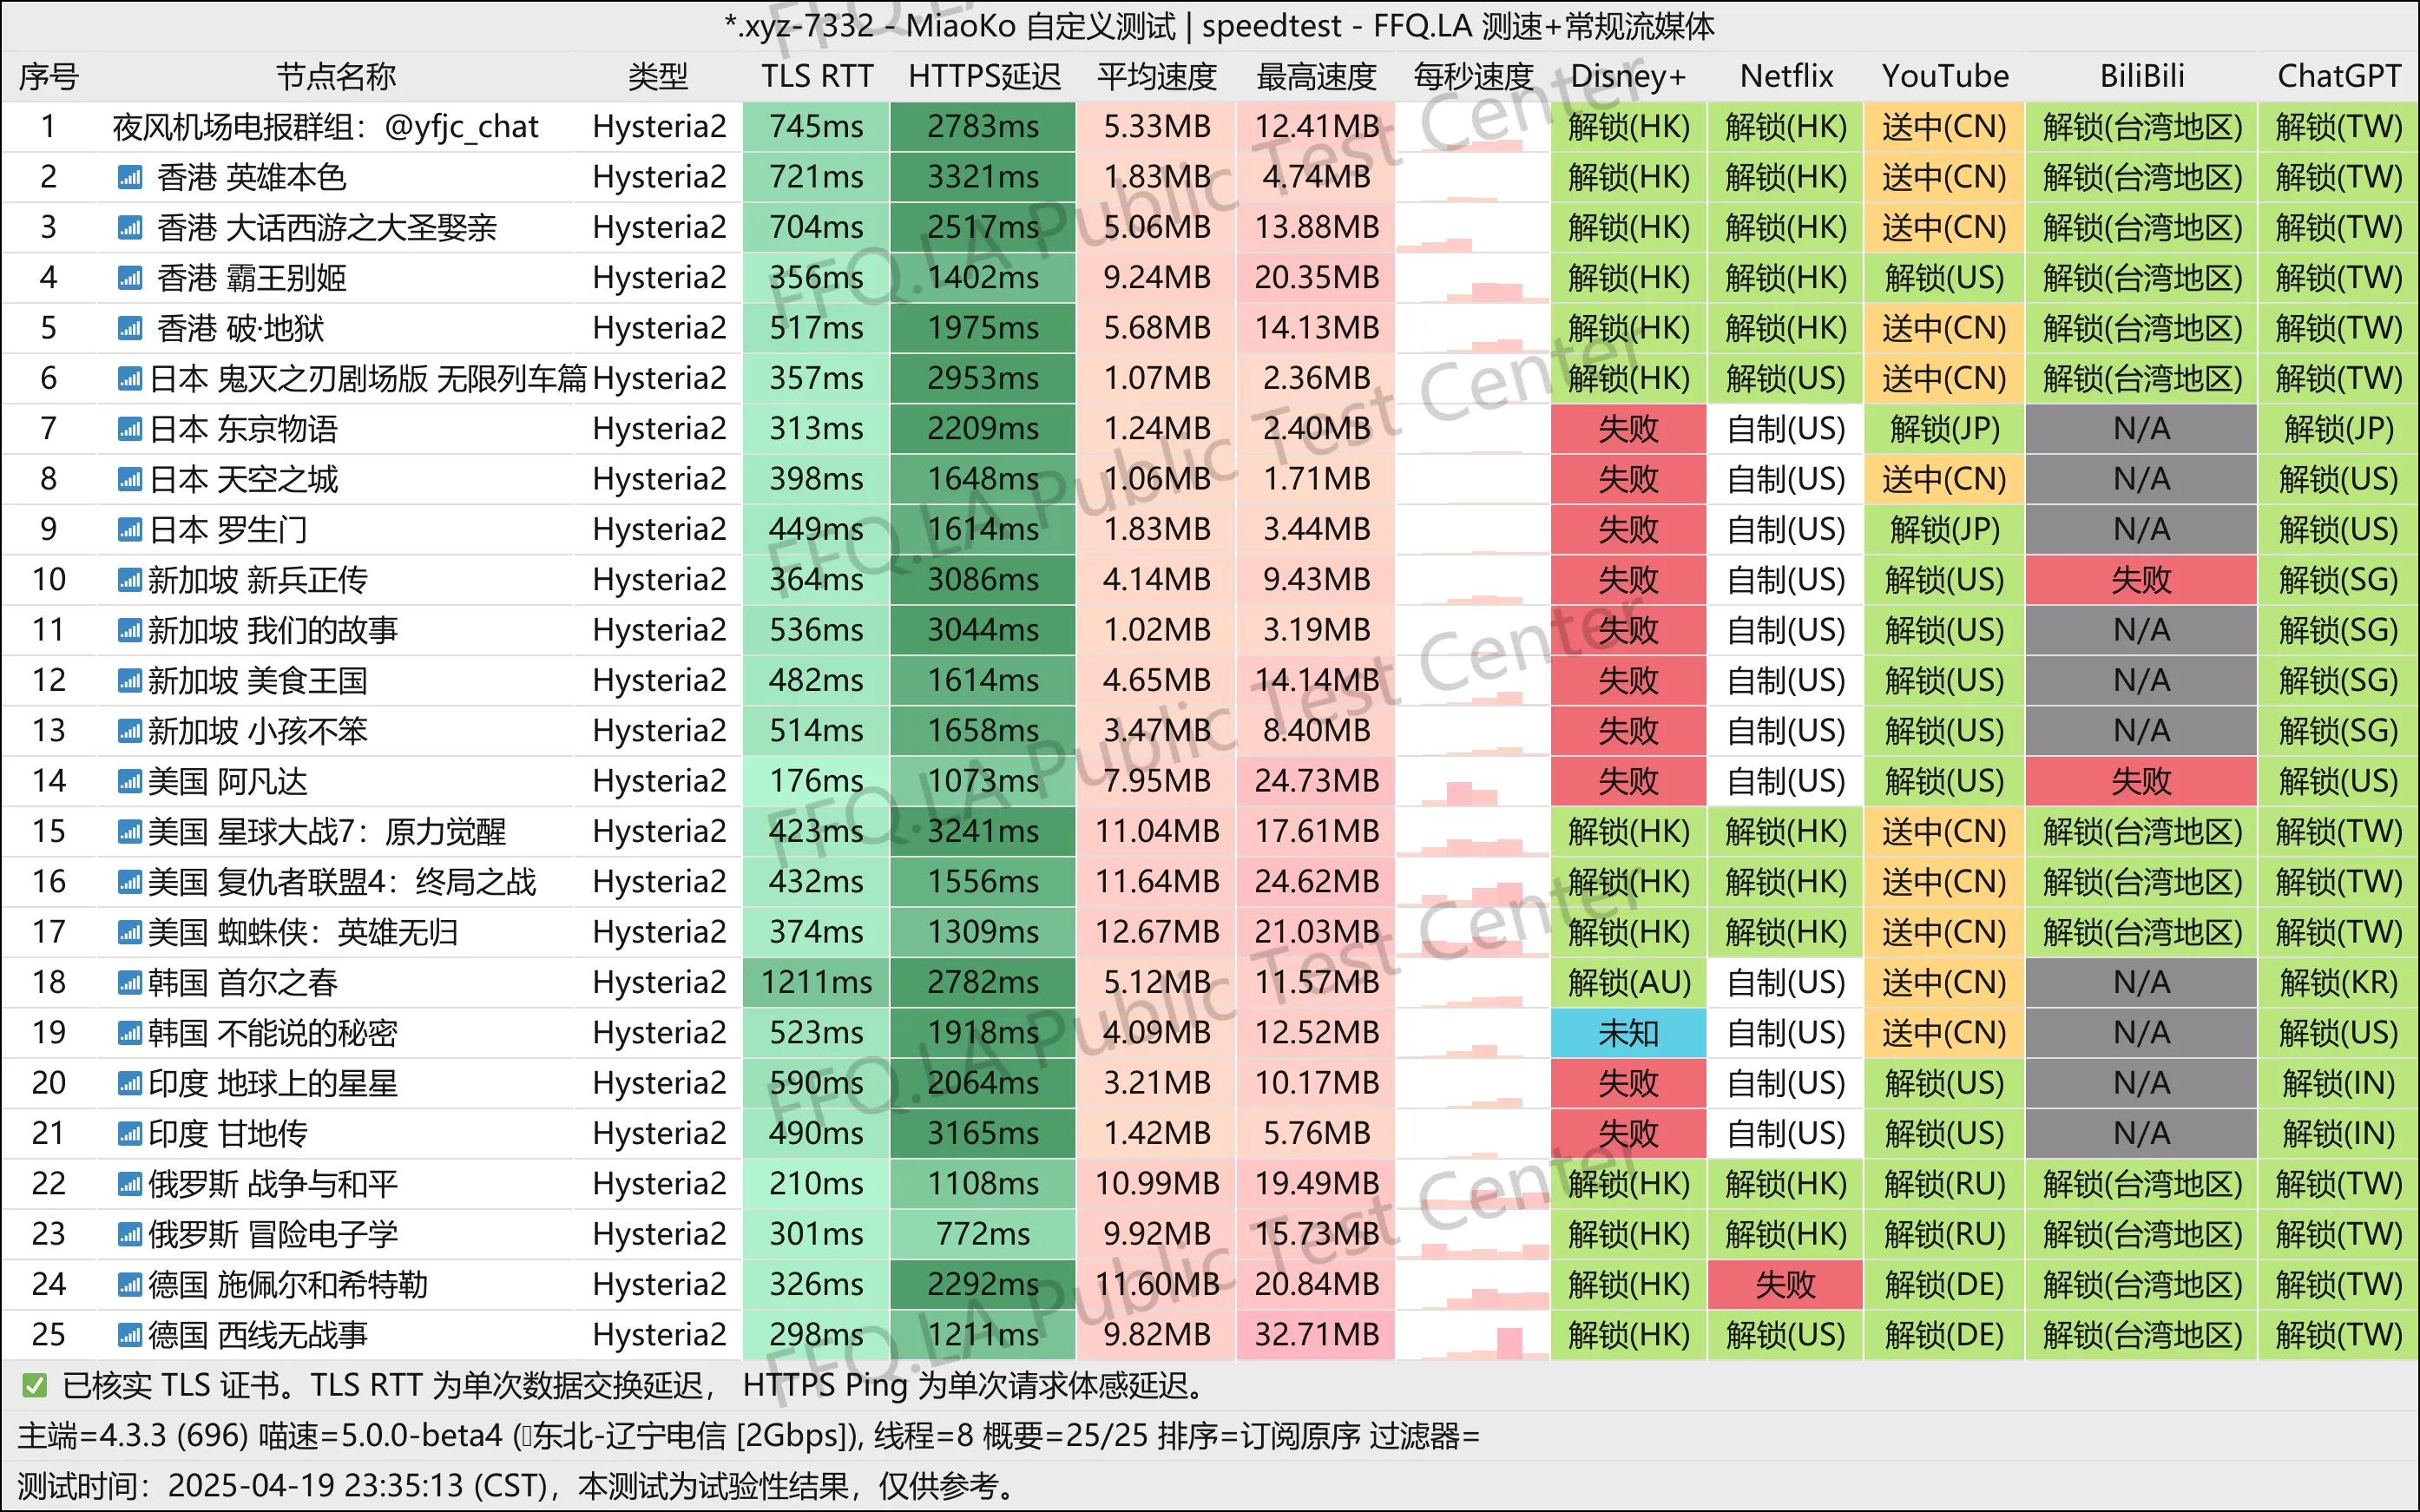 *.xyz-7332 - MiaoKo 自定义测试 | speedtest - FFQ.LA 测速+常规流媒体
序号 节点名称 类型 TLS RTT HTTPS延迟 平均速度 最高速度 每秒速度 Disney+ Netflix YouTube BiliBili ChatGPT
1 夜风机场电报群组：@yfjc_chat Hysteria2 745ms 2783ms 5.33MB 12.41MB 解锁(HK) 解锁(HK) 送中(CN) 解锁(台湾地区) 解锁(TW)
2 香港 英雄本色 Hysteria2 721ms 3321ms 1.83MB 4.74MB 解锁(HK) 解锁(HK) 送中(CN) 解锁(台湾地区) 解锁(TW)
3 香港 大话西游之大圣娶亲 Hysteria2 704ms 2517ms 5.06MB 13.88MB 解锁(HK) 解锁(HK) 送中(CN) 解锁(台湾地区) 解锁(TW)
4 香港 霸王别姬 Hysteria2 356ms 1402ms 9.24MB 20.35MB 解锁(HK) 解锁(HK) 解锁(US) 解锁(台湾地区) 解锁(TW)
5 香港 破·地狱 Hysteria2 517ms 1975ms 5.68MB 14.13MB 解锁(HK) 解锁(HK) 送中(CN) 解锁(台湾地区) 解锁(TW)
6 日本 鬼灭之刃剧场版 无限列车篇 Hysteria2 357ms 2953ms 1.07MB 2.36MB 解锁(HK) 解锁(US) 送中(CN) 解锁(台湾地区) 解锁(TW)
7 日本 东京物语 Hysteria2 313ms 2209ms 1.24MB 2.40MB 失败 自制(US) 解锁(JP) N/A 解锁(JP)
8 日本 天空之城 Hysteria2 398ms 1648ms 1.06MB 1.71MB 失败 自制(US) 送中(CN) N/A 解锁(US)
9 日本 罗生门 Hysteria2 449ms 1614ms 1.83MB 3.44MB 失败 自制(US) 解锁(JP) N/A 解锁(US)
10 新加坡 新兵正传 Hysteria2 364ms 3086ms 4.14MB 9.43MB 失败 自制(US) 解锁(US) 失败 解锁(SG)
11 新加坡 我们的故事 Hysteria2 536ms 3044ms 1.02MB 3.19MB 失败 自制(US) 解锁(US) N/A 解锁(SG)
12 新加坡 美食王国 Hysteria2 482ms 1614ms 4.65MB 14.14MB 失败 自制(US) 解锁(US) N/A 解锁(SG)
13 新加坡 小孩不笨 Hysteria2 514ms 1658ms 3.47MB 8.40MB 失败 自制(US) 解锁(US) N/A 解锁(SG)
14 美国 阿凡达 Hysteria2 176ms 1073ms 7.95MB 24.73MB 失败 自制(US) 解锁(US) 失败 解锁(US)
15 美国 星球大战7：原力觉醒 Hysteria2 423ms 3241ms 11.04MB 17.61MB 解锁(HK) 解锁(HK) 送中(CN) 解锁(台湾地区) 解锁(TW)
16 美国 复仇者联盟4：终局之战 Hysteria2 432ms 1556ms 11.64MB 24.62MB 解锁(HK) 解锁(HK) 送中(CN) 解锁(台湾地区) 解锁(TW)
17 美国 蜘蛛侠：英雄无归 Hysteria2 374ms 1309ms 12.67MB 21.03MB 解锁(HK) 解锁(HK) 送中(CN) 解锁(台湾地区) 解锁(TW)
18 韩国 首尔之春 Hysteria2 1211ms 2782ms 5.12MB 11.57MB 解锁(AU) 自制(US) 送中(CN) N/A 解锁(KR)
19 韩国 不能说的秘密 Hysteria2 523ms 1918ms 4.09MB 12.52MB 未知 自制(US) 送中(CN) N/A 解锁(US)
20 印度 地球上的星星 Hysteria2 590ms 2064ms 3.21MB 10.17MB 失败 自制(US) 解锁(US) N/A 解锁(IN)
21 印度 甘地传 Hysteria2 490ms 3165ms 1.42MB 5.76MB 失败 自制(US) 解锁(US) N/A 解锁(IN)
22 俄罗斯 战争与和平 Hysteria2 210ms 1108ms 10.99MB 19.49MB 解锁(HK) 解锁(HK) 解锁(RU) 解锁(台湾地区) 解锁(TW)
23 俄罗斯 冒险电子学 Hysteria2 301ms 772ms 9.92MB 15.73MB 解锁(HK) 解锁(HK) 解锁(RU) 解锁(台湾地区) 解锁(TW)
24 德国 施佩尔和希特勒 Hysteria2 326ms 2292ms 11.60MB 20.84MB 解锁(HK) 失败 解锁(DE) 解锁(台湾地区) 解锁(TW)
25 德国 西线无战事 Hysteria2 298ms 1211ms 9.82MB 32.71MB 解锁(HK) 解锁(US) 解锁(DE) 解锁(台湾地区) 解锁(TW)
已核实 TLS 证书。TLS RTT 为单次数据交换延迟， HTTPS Ping 为单次请求体感延迟。
主端=4.3.3 (696) 喵速=5.0.0-beta4 (东北-辽宁电信 [2Gbps]), 线程=8 概要=25/25 排序=订阅原序 过滤器=
测试时间：2025-04-19 23:35:13 (CST)，本测试为试验性结果，仅供参考。
FFQ.LA Public Test Center
FFQ.LA Public Test Center
FFQ.LA Public Test Center
FFQ.LA Public Test Center
FFQ.LA Public Test Center